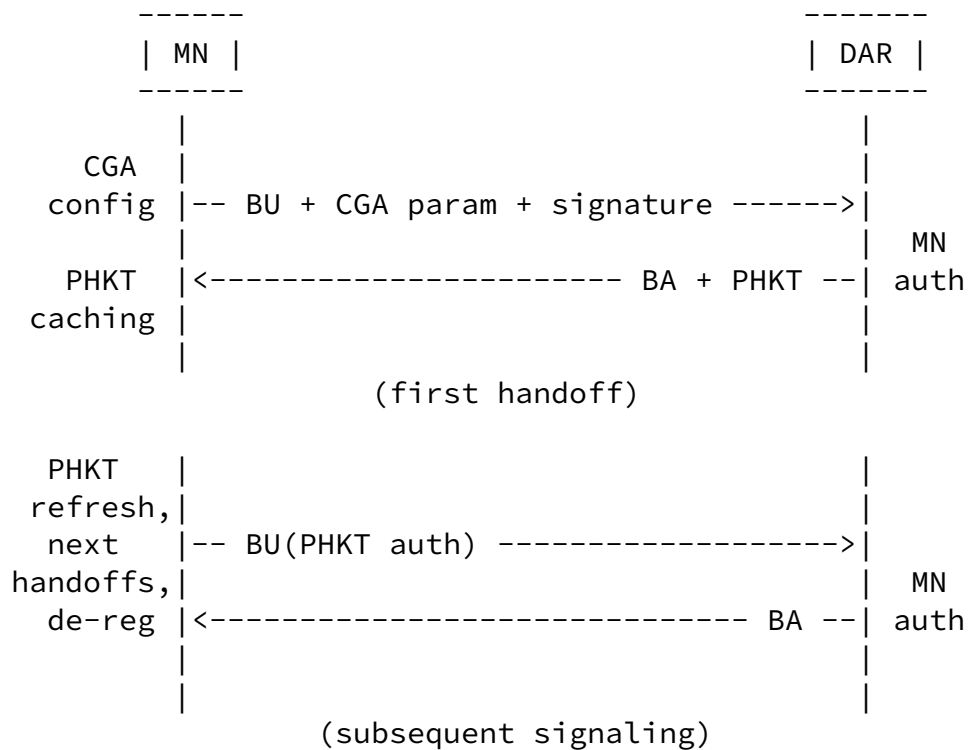 ------                                -------
| MN |                                | DAR |
------                                -------
|                                     |
CGA     |                                     |
config |-- BU + CGA param + signature ------>|
|                                     |  MN
PHKT   |<----------------------- BA + PHKT --| auth
caching |                                     |
|                                     |
(first handoff)
PHKT   |                                     |
refresh,|                                     |
next   |-- BU(PHKT auth) ------------------->|
handoffs,|                                     |  MN
de-reg |<------------------------------ BA --| auth
|                                     |
|                                     |
(subsequent signaling)